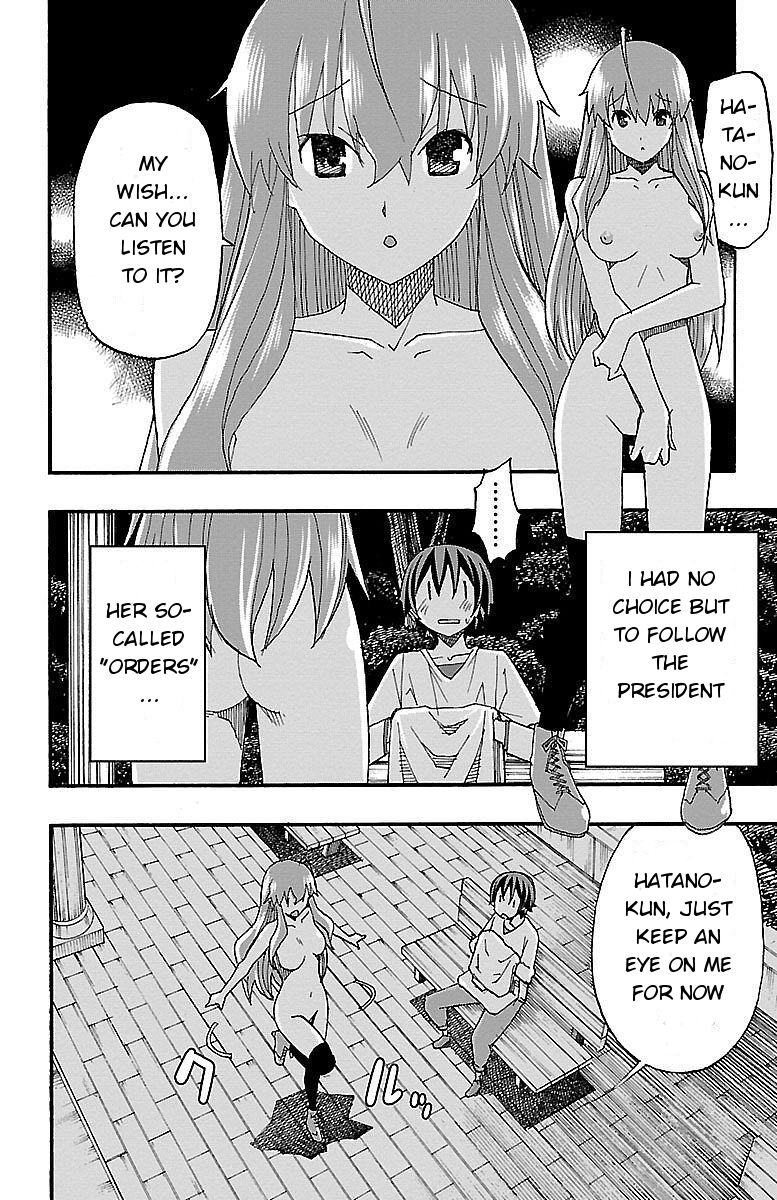 HA-
TA-
NO-
KUN
...
MY
WISH...
CAN YOU
LISTEN
TO IT?
......
I HAD NO
CHOICE BUT
TO FOLLOW
THE
PRESIDENT
HER SO-
CALLED
"ORDERS"
...
HATANO-
KUN, JUST
KEEP AN
EYE ON ME
FOR NOW
クルッ...